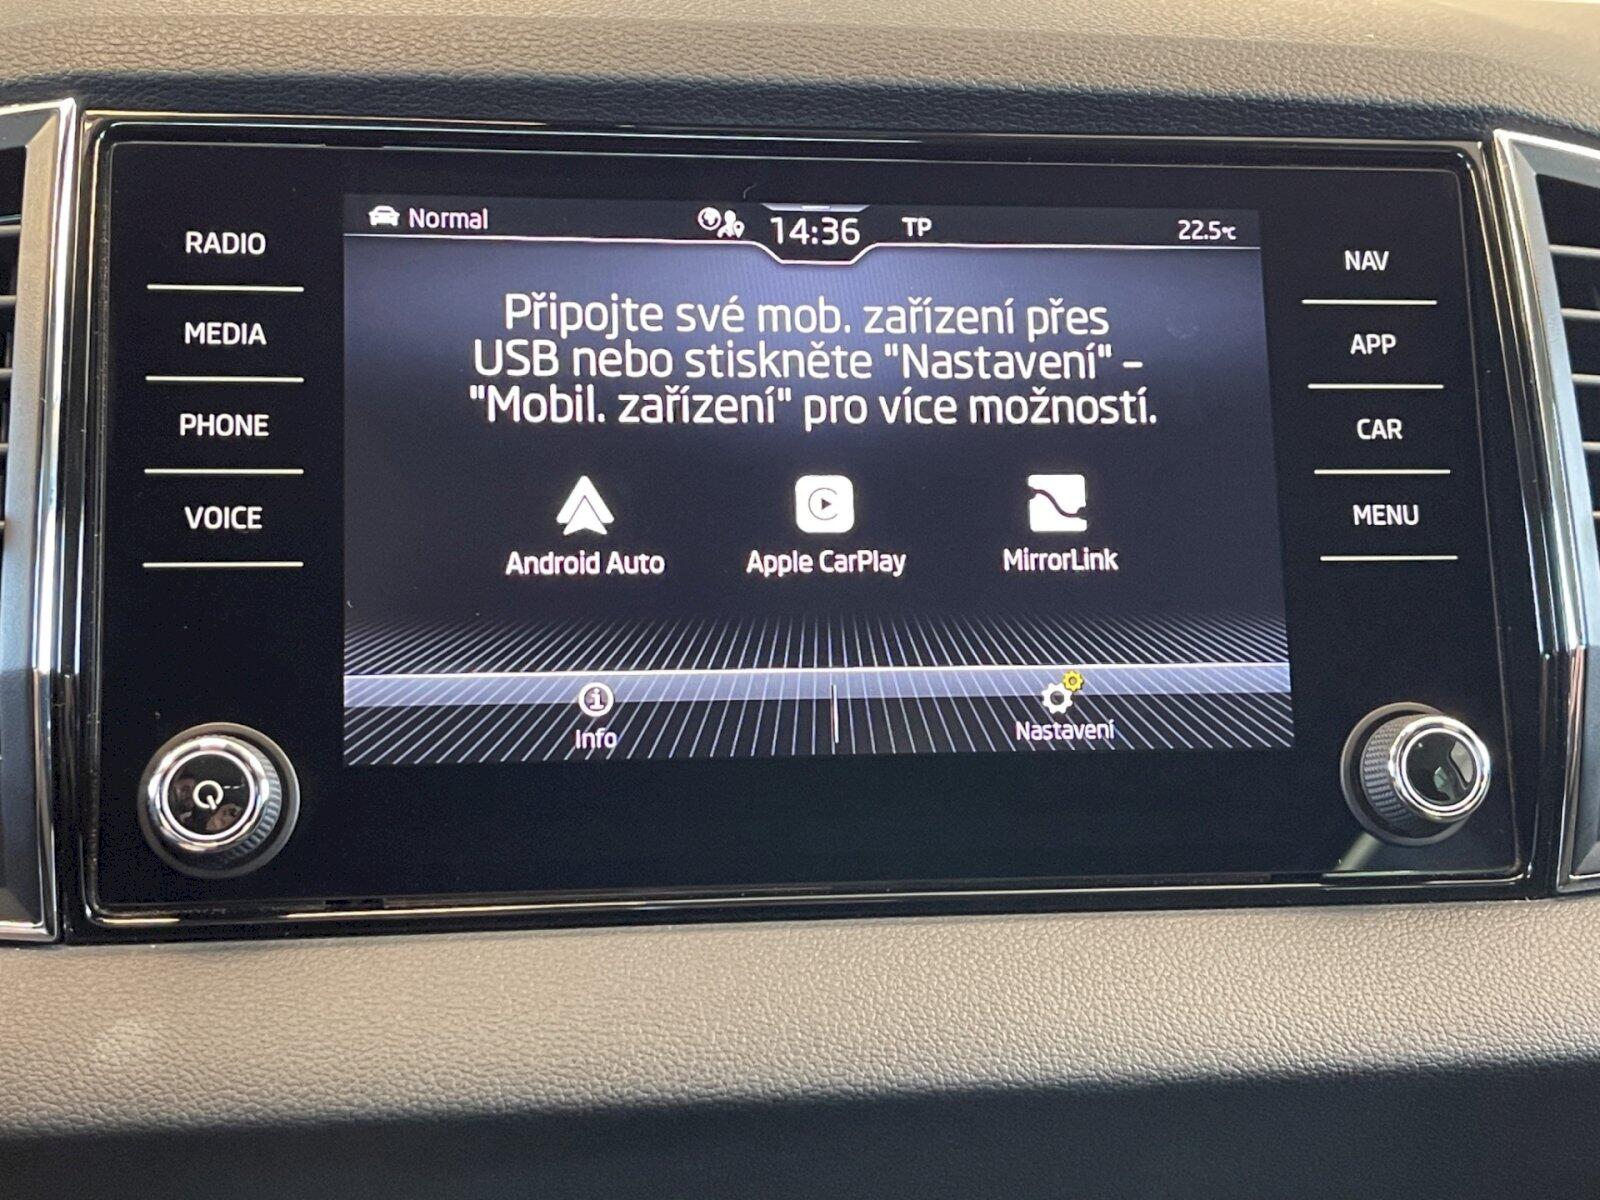 Normal 14:36 TP 22.5°C
Připojte své mob. zařízení přes
USB nebo stiskněte "Nastavení" –
"Mobil. zařízení" pro více možností.
Android Auto Apple CarPlay MirrorLink
Info Nastavení
RADIO
MEDIA
PHONE
VOICE
NAV
APP
CAR
MENU